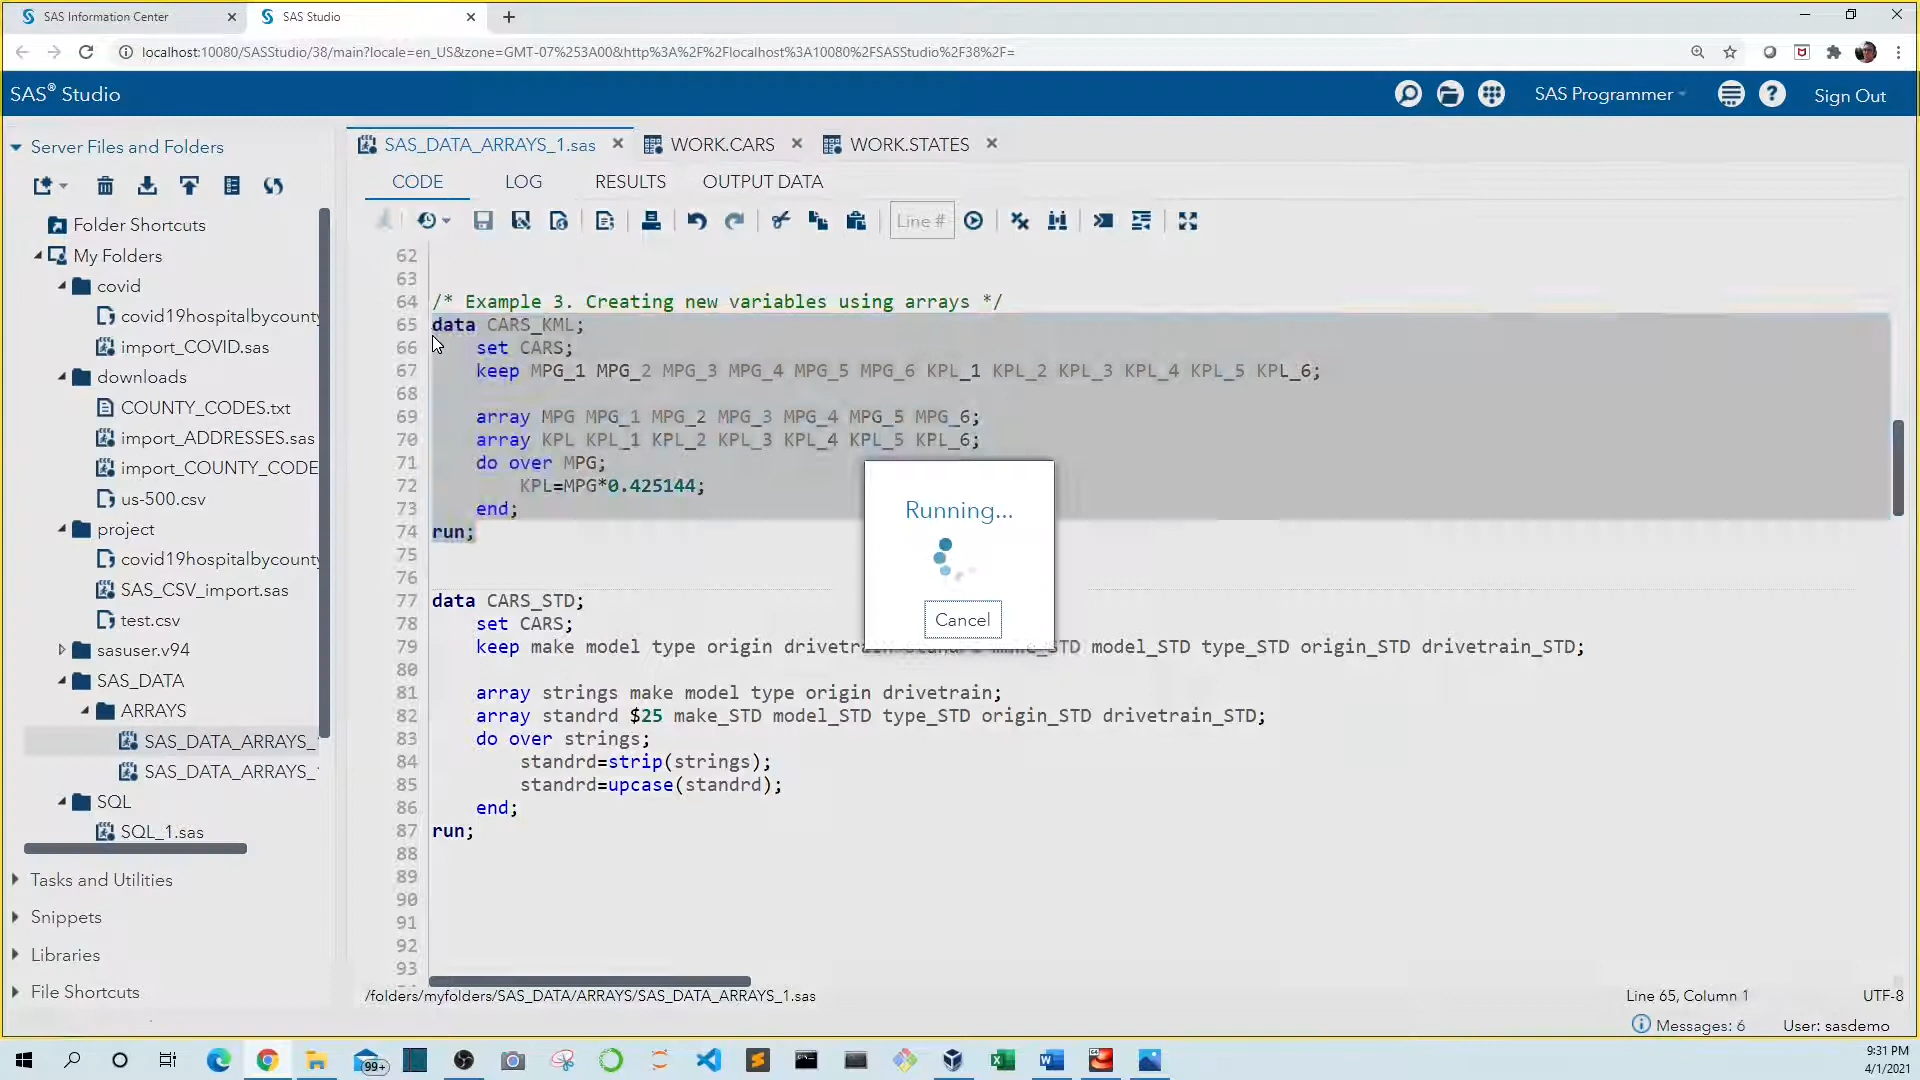 SAS Information Center
SAS Studio
localhost:10080/SASStudio/38/main?locale=en_US&zone=GMT-07%253A00&http%3A%2F%2Flocalhost%3A10080%2FSASStudio%2F38%2F=
SAS® Studio
SAS Programmer
Sign Out
Server Files and Folders
Folder Shortcuts
My Folders
covid
covid19hospitalbycounty
import_COVID.sas
downloads
COUNTY_CODES.txt
import_ADDRESSES.sas
import_COUNTY_CODE
us-500.csv
project
covid19hospitalbycounty
SAS_CSV_import.sas
test.csv
sasuser.v94
SAS_DATA
ARRAYS
SAS_DATA_ARRAYS_
SAS_DATA_ARRAYS_
SQL
SQL_1.sas
Tasks and Utilities
Snippets
Libraries
File Shortcuts
SAS_DATA_ARRAYS_1.sas
WORK.CARS
WORK.STATES
CODE LOG RESULTS OUTPUT DATA
Line #
62
63
64 /* Example 3. Creating new variables using arrays */
65 data CARS_KML;
66 set CARS;
67 keep MPG_1 MPG_2 MPG_3 MPG_4 MPG_5 MPG_6 KPL_1 KPL_2 KPL_3 KPL_4 KPL_5 KPL_6;
68
69 array MPG MPG_1 MPG_2 MPG_3 MPG_4 MPG_5 MPG_6;
70 array KPL KPL_1 KPL_2 KPL_3 KPL_4 KPL_5 KPL_6;
71 do over MPG;
72 KPL=MPG*0.425144;
73 end;
74 run;
75
76
77 data CARS_STD;
78 set CARS;
79 keep make model type origin drivetrain model_STD type_STD origin_STD drivetrain_STD;
80
81 array strings make model type origin drivetrain;
82 array standrd $25 make_STD model_STD type_STD origin_STD drivetrain_STD;
83 do over strings;
84 standrd=strip(strings);
85 standrd=upcase(standrd);
86 end;
87 run;
88
89
90
91
92
93
Running...
Cancel
/folders/myfolders/SAS_DATA/ARRAYS/SAS_DATA_ARRAYS_1.sas
Line 65, Column 1
UTF-8
Messages: 6
User: sasdemo
99+
9:31 PM
4/1/2021